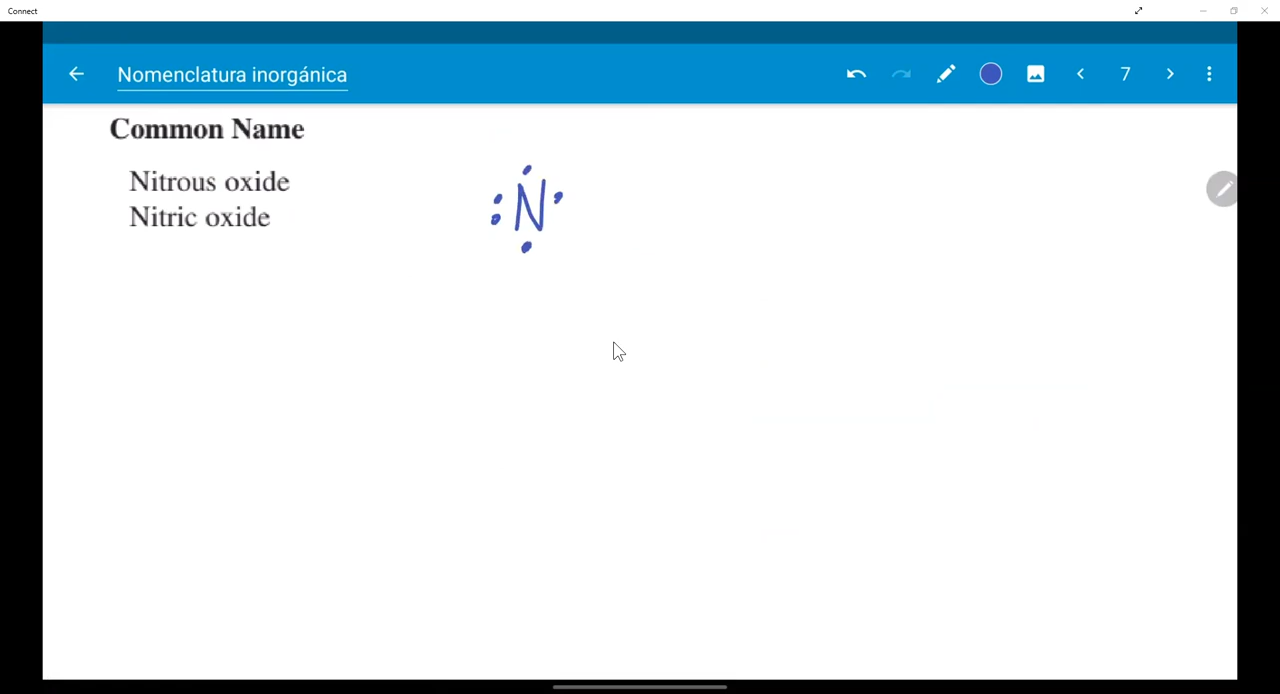 Connect
Nomenclatura inorgánica
7
Common Name
Nitrous oxide
Nitric oxide
N